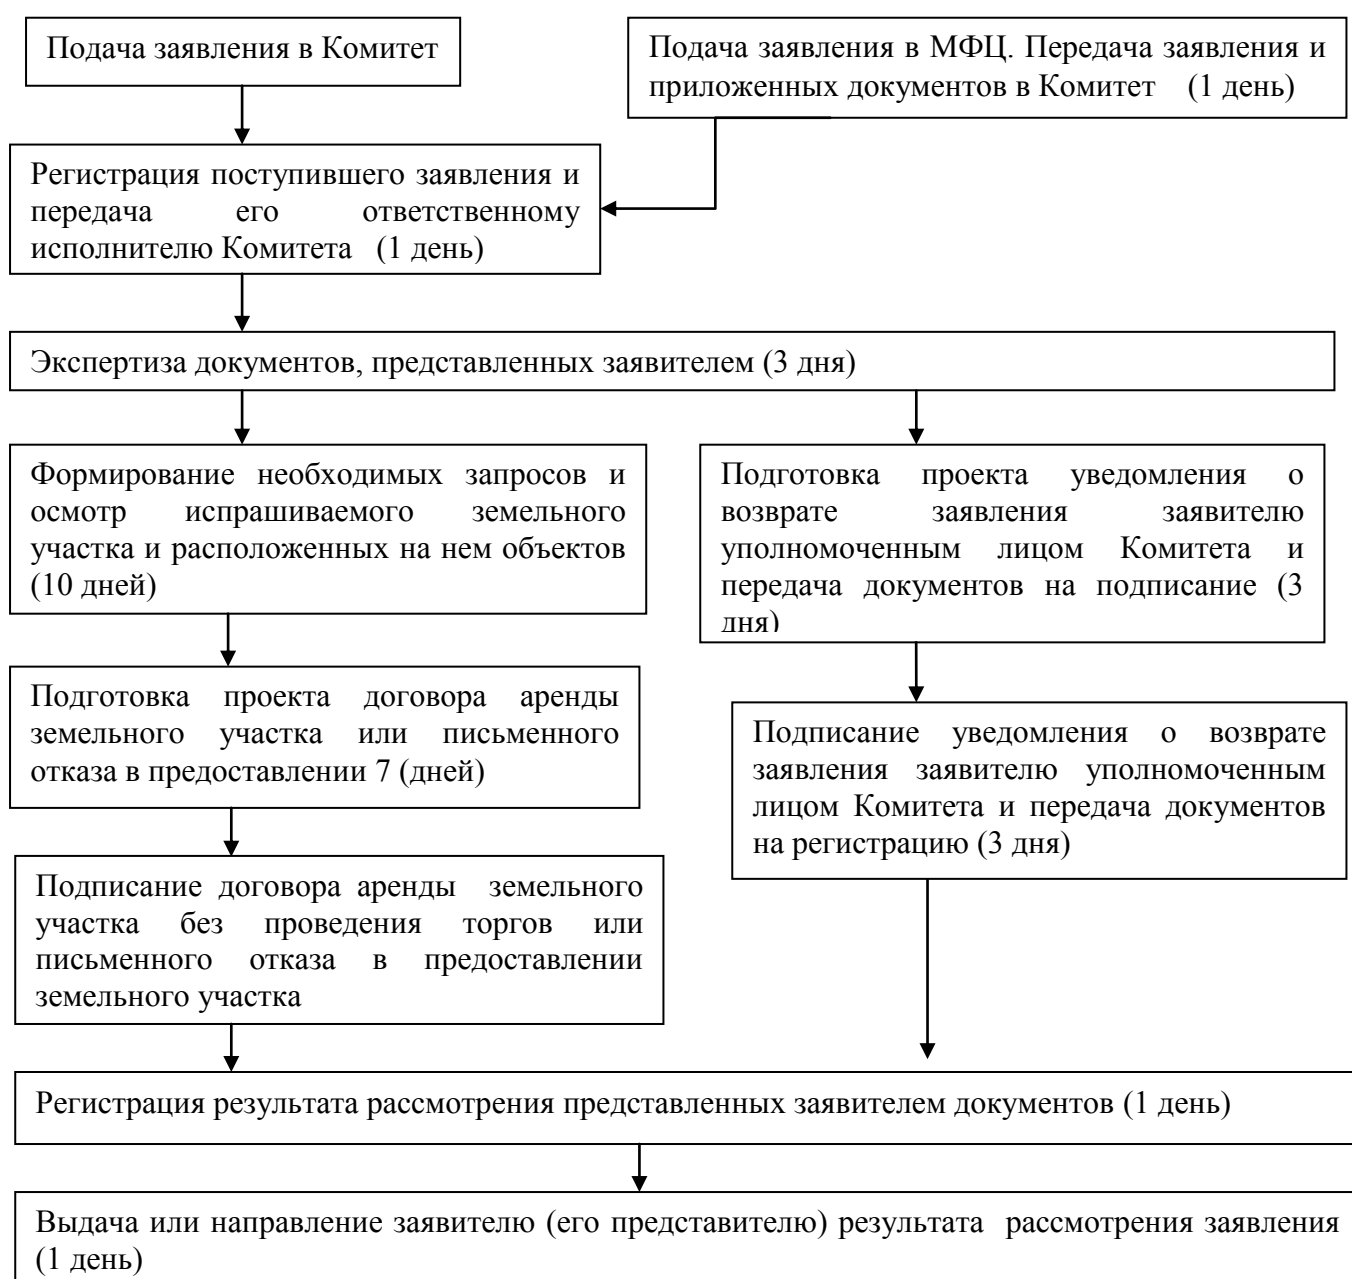 Подача заявления в Комитет
Подача заявления в МФЦ. Передача заявления и
приложенных документов в Комитет (1 день)
Регистрация поступившего заявления и
передача его ответственному
исполнителю Комитета (1 день)
Экспертиза документов, представленных заявителем (3 дня)
Формирование необходимых запросов и
осмотр испрашиваемого земельного
участка и расположенных на нем объектов
(10 дней)
Подготовка проекта уведомления о
возврате заявления заявителю
уполномоченным лицом Комитета и
передача документов на подписание (3
дня)
Подготовка проекта договора аренды
земельного участка или письменного
отказа в предоставлении 7 (дней)
Подписание уведомления о возврате
заявления заявителю уполномоченным
лицом Комитета и передача документов
на регистрацию (3 дня)
Подписание договора аренды земельного
участка без проведения торгов или
письменного отказа в предоставлении
земельного участка
Регистрация результата рассмотрения представленных заявителем документов (1 день)
Выдача или направление заявителю (его представителю) результата рассмотрения заявления
(1 день)